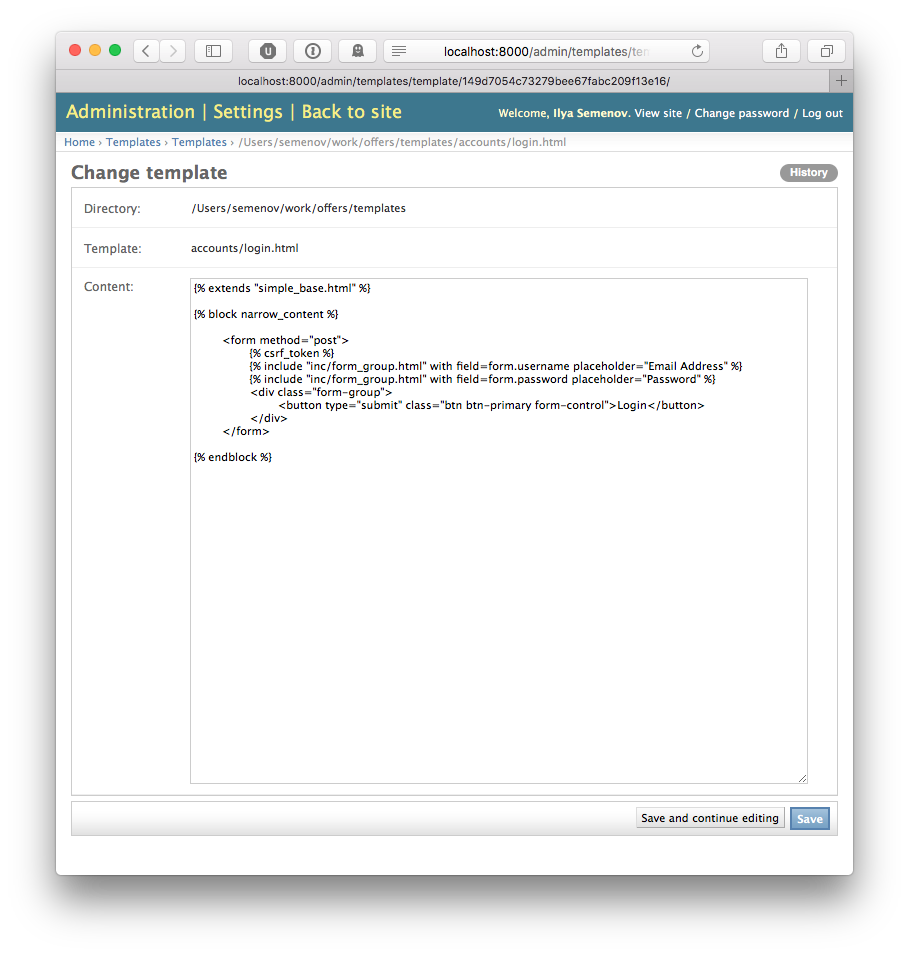 localhost:8000/admin/templates/tem
localhost:8000/admin/templates/template/149d7054c73279bee67fabc209f13e16/
Administration | Settings | Back to site
Welcome, Ilya Semenov. View site / Change password / Log out
Home › Templates › Templates › /Users/semenov/work/offers/templates/accounts/login.html
Change template
History
Directory: /Users/semenov/work/offers/templates
Template: accounts/login.html
Content:
{% extends "simple_base.html" %}
{% block narrow_content %}
<form method="post">
{% csrf_token %}
{% include "inc/form_group.html" with field=form.username placeholder="Email Address" %}
{% include "inc/form_group.html" with field=form.password placeholder="Password" %}
<div class="form-group">
<button type="submit" class="btn btn-primary form-control">Login</button>
</div>
</form>
{% endblock %}
Save and continue editing
Save